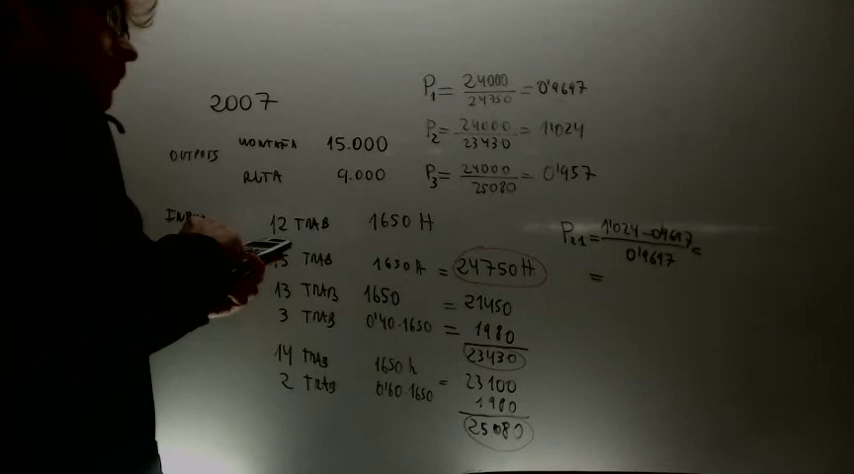 2007
OUTPUTS MONTAÑA 15.000
RUTA 9.000
12 TRAB 1650 H
TRAB 1650 H = 24750 H
13 TRAB 1650 = 21450
3 TRAB 0'40.1650 = 1980
23430
14 TRAB 1650 h = 23100
2 TRAB 0'60.1650 1980
25080
P1 = 24000 / 24750 = 0'9697
P2 = 24000 / 23430 = 1'024
P3 = 24000 / 25080 = 0'957
P21 = 1'024-0'9697 / 0'9697 =
=